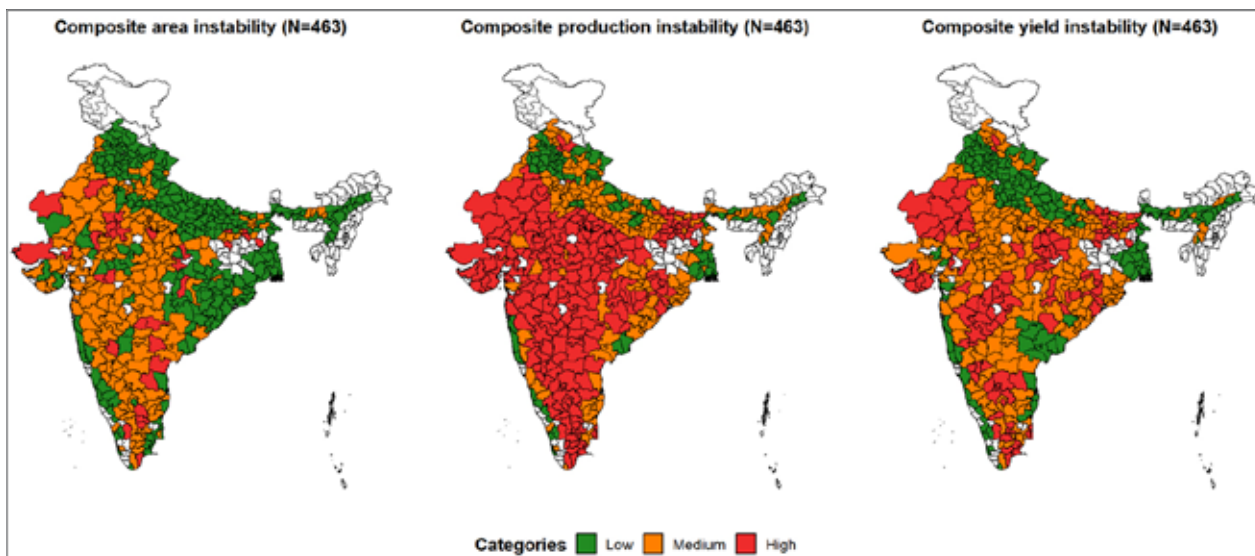 Composite area instability (N=463)
Composite production instability (N=463)
Composite yield instability (N=463)
Categories Low Medium High